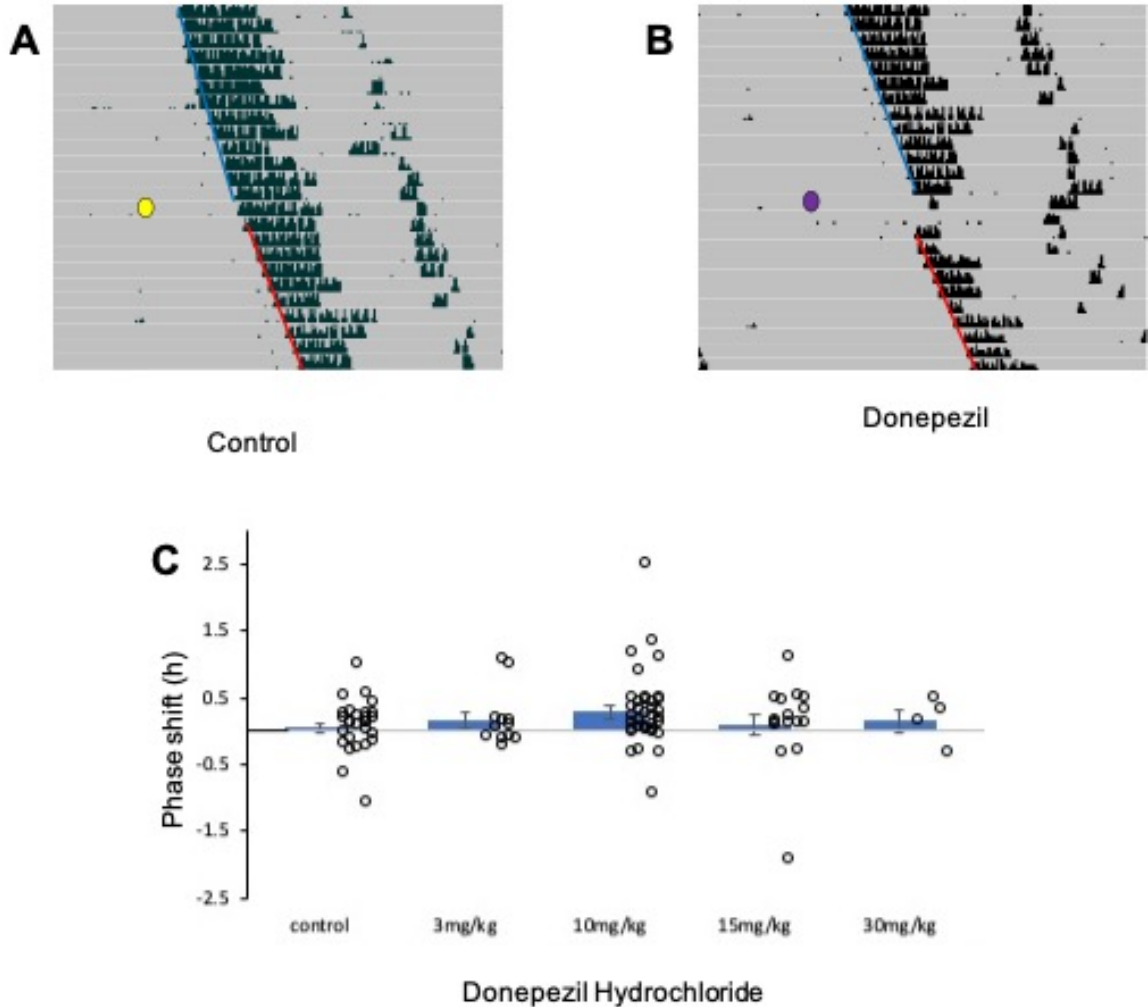 A
B
Control
Donepezil
C
Phase shift (h)
2.5
1.5
0.5
-0.5
-1.5
-2.5
control
3mg/kg
10mg/kg
15mg/kg
30mg/kg
Donepezil Hydrochloride